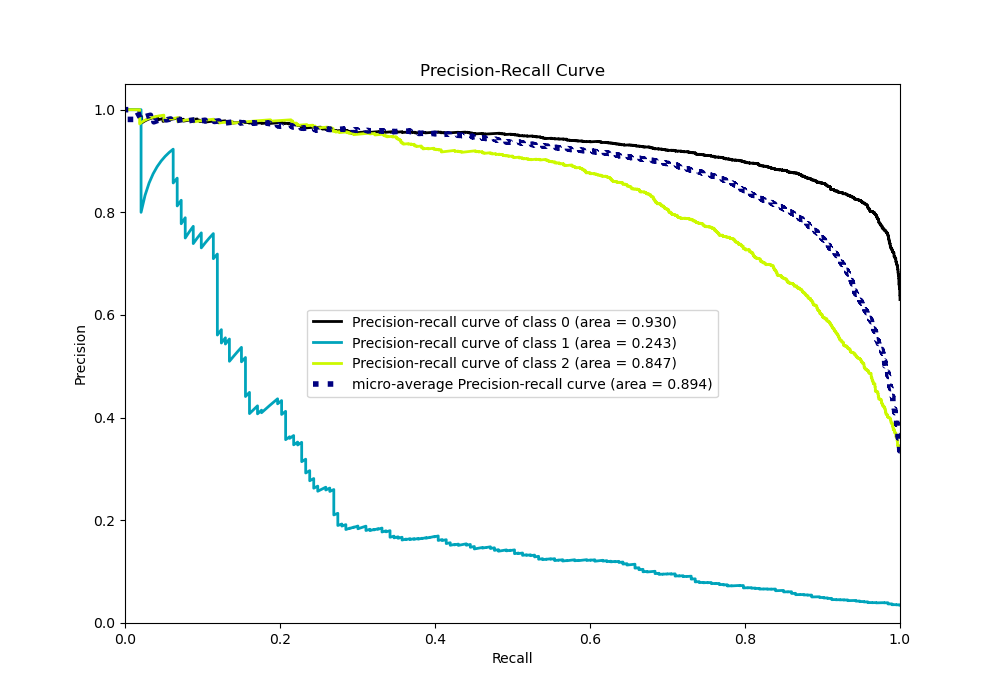 Precision-Recall Curve
1.0
0.8
0.6
0.4
0.2
0.0
Precision
Precision-recall curve of class 0 (area = 0.930)
Precision-recall curve of class 1 (area = 0.243)
Precision-recall curve of class 2 (area = 0.847)
micro-average Precision-recall curve (area = 0.894)
0.0 0.2 0.4 0.6 0.8 1.0
Recall